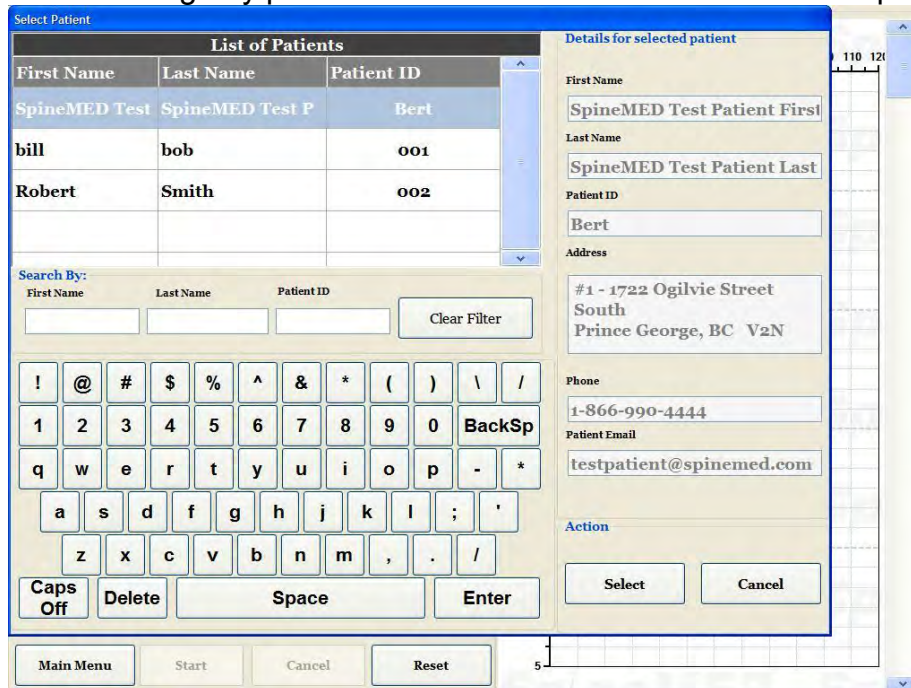 Select Patient
List of Patients
First Name Last Name Patient ID
SpineMED Test SpineMED Test P Bert
bill bob 001
Robert Smith 002
Search By:
First Name Last Name Patient ID
Clear Filter
! @ # $ % ^ & * ( ) \ /
1 2 3 4 5 6 7 8 9 0 BackSp
q w e r t y u i o p - *
a s d f g h j k l ; '
z x c v b n m , . /
Caps Off Delete Space Enter
Details for selected patient
First Name
SpineMED Test Patient First
Last Name
SpineMED Test Patient Last
Patient ID
Bert
Address
#1 - 1722 Ogilvie Street
South
Prince George, BC V2N
Phone
1-866-990-4444
Patient Email
testpatient@spinemed.com
Action
Select Cancel
110 120
Main Menu Start Cancel Reset
5